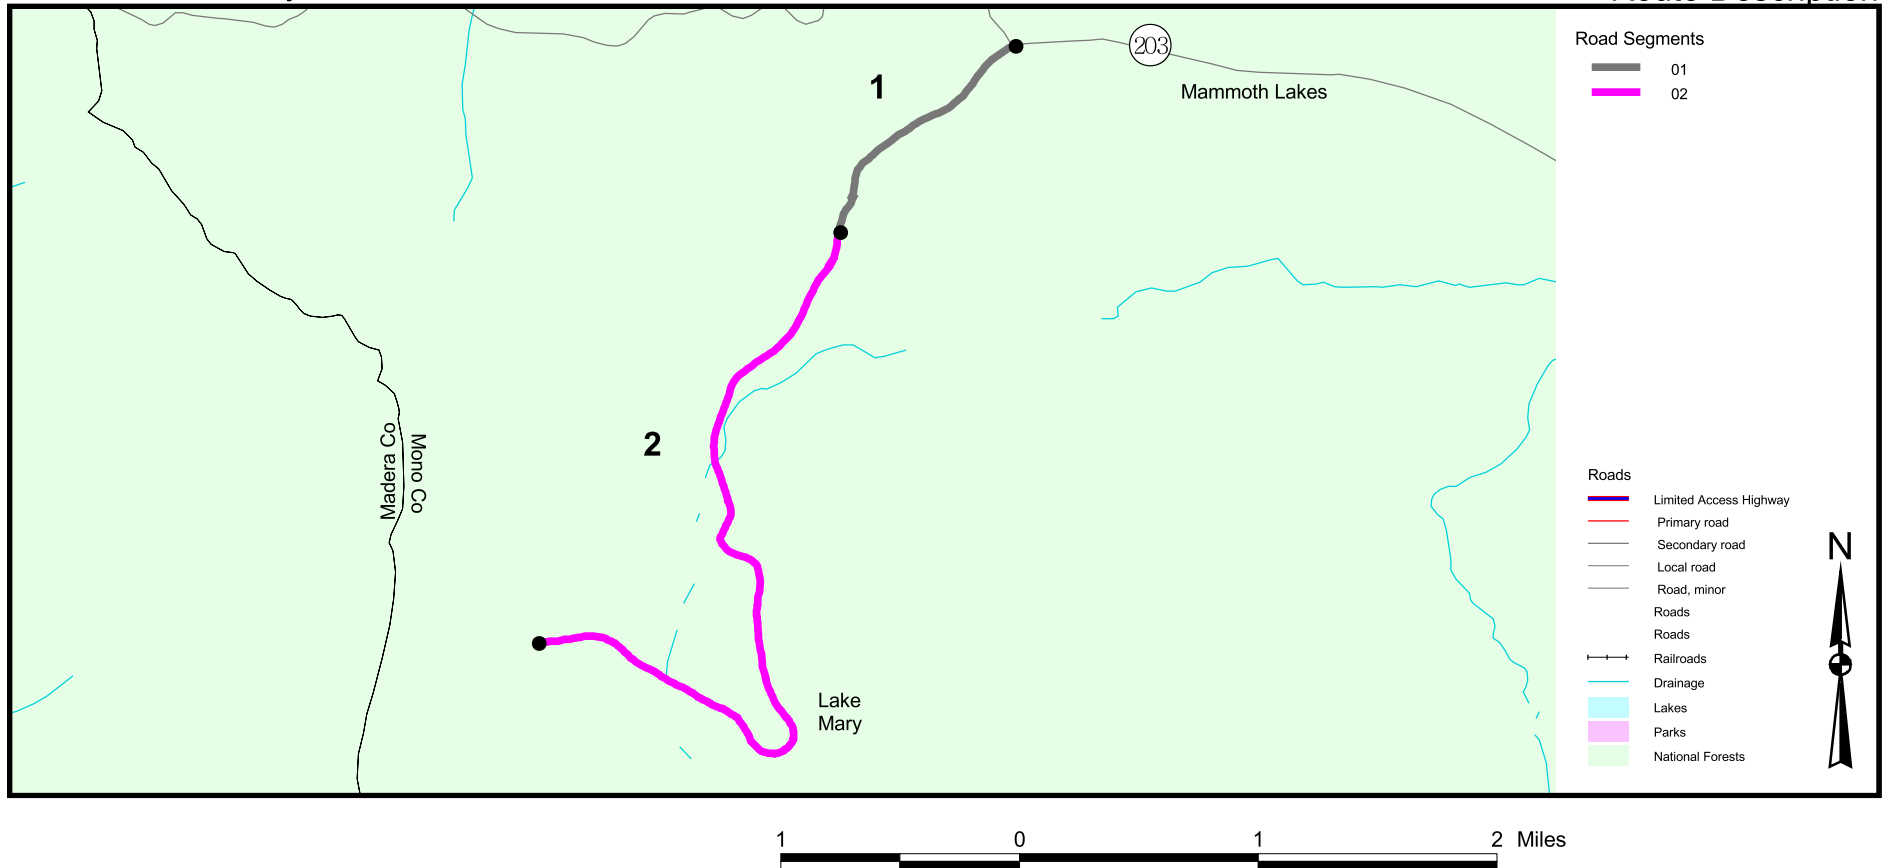 Route Description
1
203
Mammoth Lakes
Road Segments
01
02
2
Madera Co
Mono Co
Lake
Mary
Roads
Limited Access Highway
Primary road
Secondary road
Local road
Road, minor
Roads
Roads
Railroads
Drainage
Lakes
Parks
National Forests
N
1 0 1 2 Miles